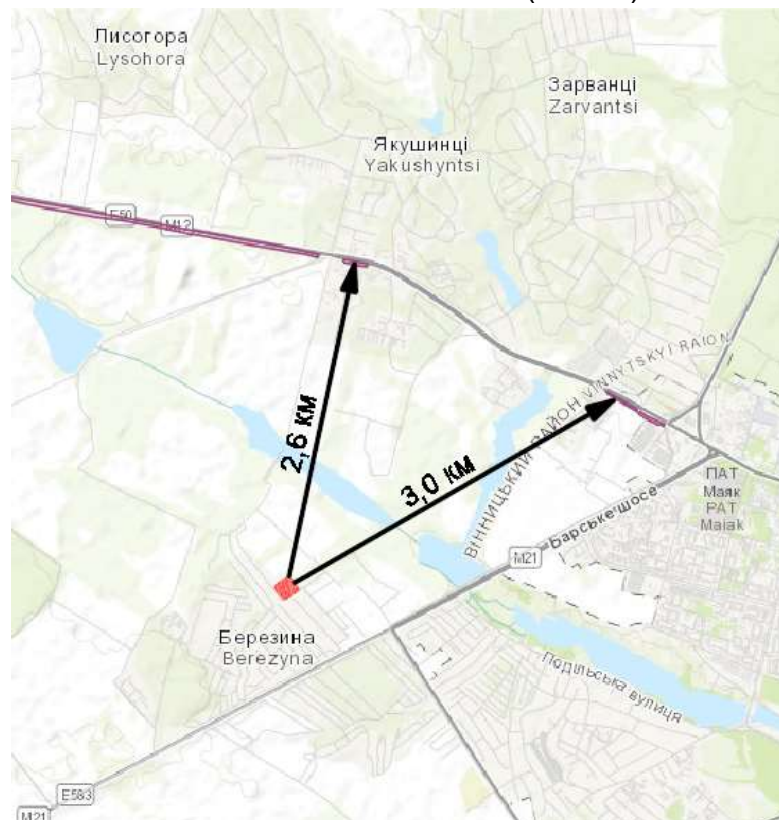 Лисогора
Lysohora
Зарванці
Zarvantsi
Якушинці
Yakushyntsi
E50
M12
ВІННИЦЬКИЙ РАЙОН VINNYTSKYI RAION
2,6 км
3,0 км
ПАТ
Маяк
PAT
Maiak
Барське шосе
M21
Березина
Berezyna
Подільська вулиця
E583
M21